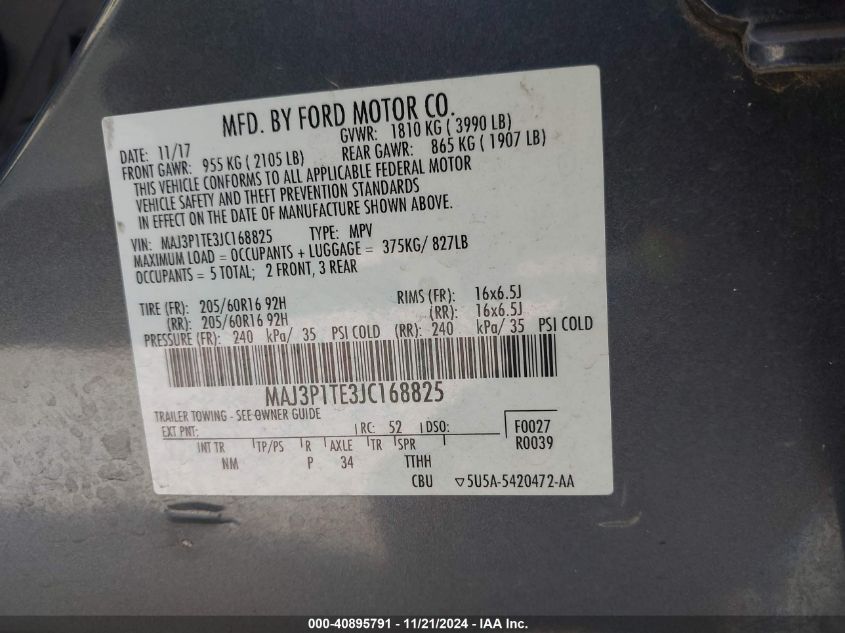 MFD. BY FORD MOTOR CO.
DATE: 11/17 GVWR: 1810 KG ( 3990 LB)
FRONT GAWR: 955 KG ( 2105 LB) REAR GAWR: 865 KG ( 1907 LB)
THIS VEHICLE CONFORMS TO ALL APPLICABLE FEDERAL MOTOR
VEHICLE SAFETY AND THEFT PREVENTION STANDARDS
IN EFFECT ON THE DATE OF MANUFACTURE SHOWN ABOVE.
VIN: MAJ3P1TE3JC168825 TYPE: MPV
MAXIMUM LOAD = OCCUPANTS + LUGGAGE = 375KG/ 827LB
OCCUPANTS = 5 TOTAL; 2 FRONT, 3 REAR
TIRE (FR): 205/60R16 92H RIMS (FR): 16x6.5J
(RR): 205/60R16 92H (RR): 16x6.5J
PRESSURE (FR): 240 kPa/ 35 PSI COLD (RR): 240 kPa/ 35 PSI COLD
MAJ3P1TE3JC168825
TRAILER TOWING - SEE OWNER GUIDE
EXT PNT: RC: 52 DSO: F0027
R0039
INT TR TP/PS R AXLE TR SPR
NM P 34 TTHH
CBU ▽5U5A-5420472-AA
000-40895791 - 11/21/2024 - IAA Inc.